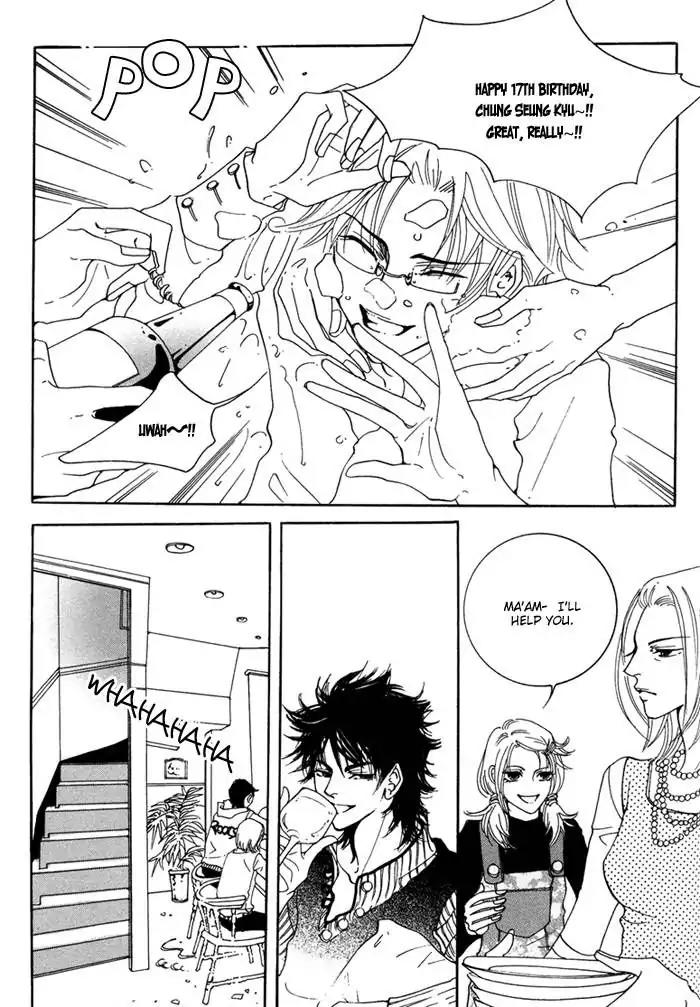 POP
HAPPY 17TH BIRTHDAY,
CHUNG SEUNG KYU~!!
GREAT, REALLY~!!
UWAH~!!
WHAHAHAHA
MA'AM- I'LL
HELP YOU.